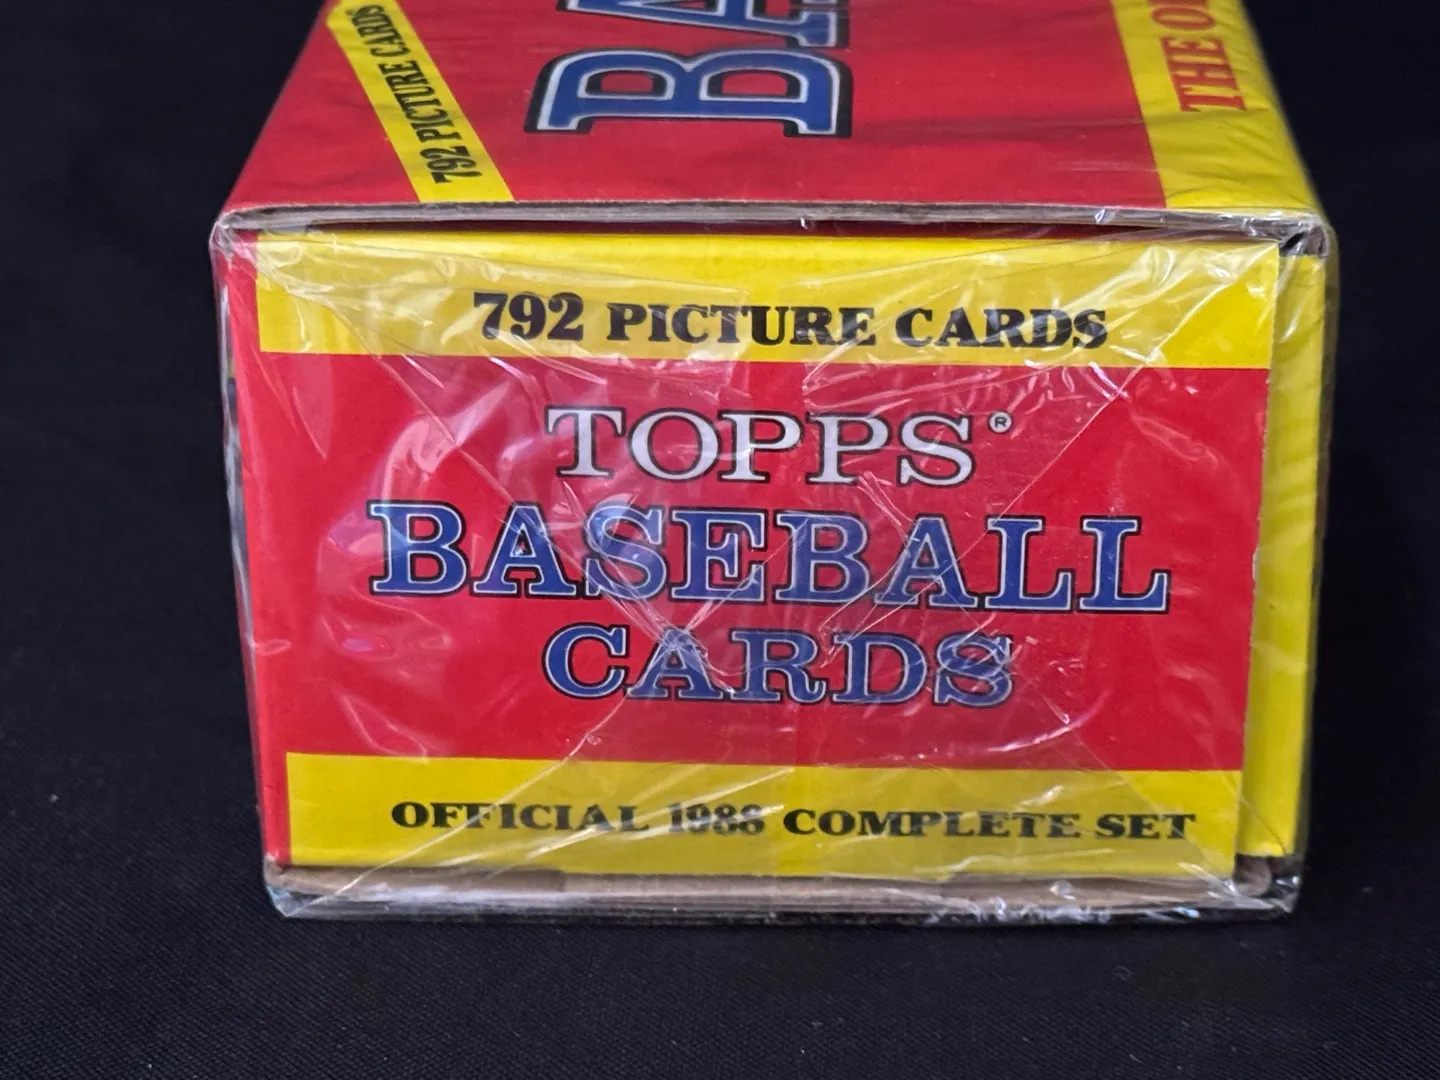 792 PICTURE CARDS
BA
THE O
792 PICTURE CARDS
TOPPS®
BASEBALL
CARDS
OFFICIAL 1988 COMPLETE SET